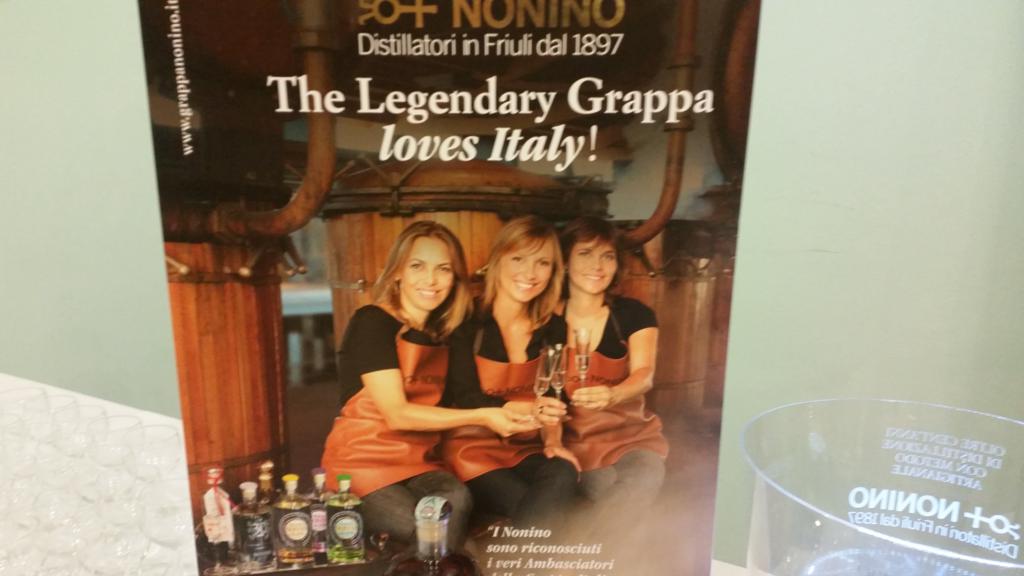 NONINO
Distillatori in Friuli dal 1897
The Legendary Grappa
loves Italy!
www.grappanonino.it
"I Nonino
sono riconosciuti
i veri Ambasciatori
OLTRE CENT'ANNI
DI DISTILLAZIONE
CON METODO
ARTIGIANALE
NONINO
Distillatori in Friuli dal 1897